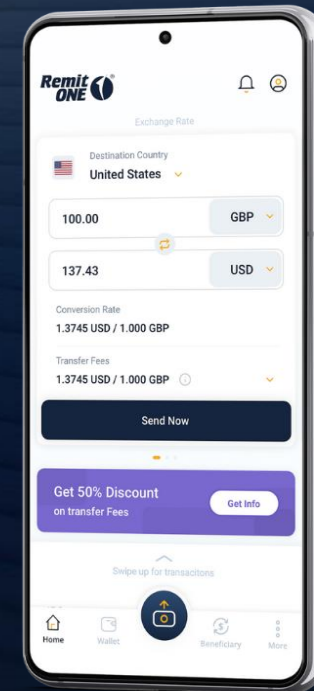 Remit
ONE
Exchange Rate
Destination Country
United States
100.00 GBP
137.43 USD
Conversion Rate
1.3745 USD / 1.000 GBP
Transfer Fees
1.3745 USD / 1.000 GBP
Send Now
Get 50% Discount
on transfer Fees
Get Info
Swipe up for transacitons
Home Wallet Beneficiary More